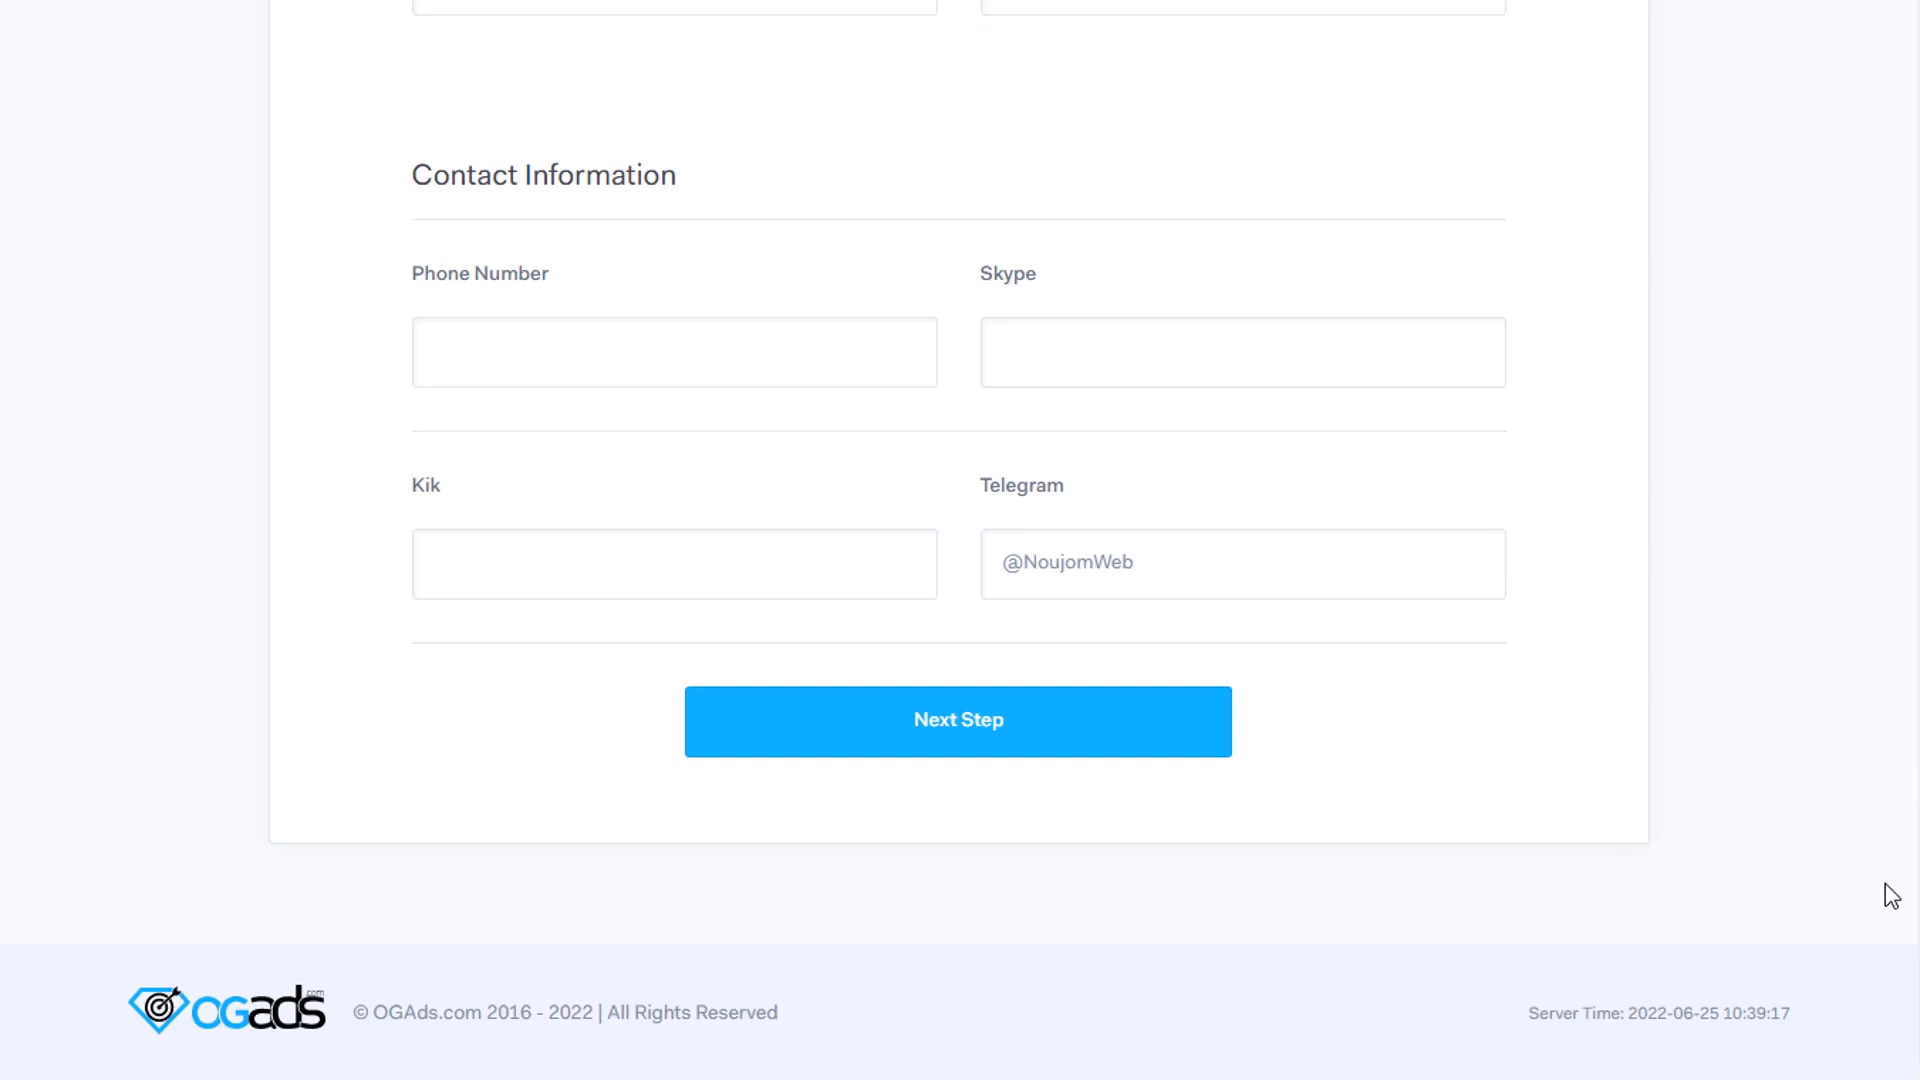 Contact Information
Phone Number
Skype
Kik
Telegram
@NoujomWeb
Next Step
OGads.com
© OGAds.com 2016 - 2022 | All Rights Reserved
Server Time: 2022-06-25 10:39:17